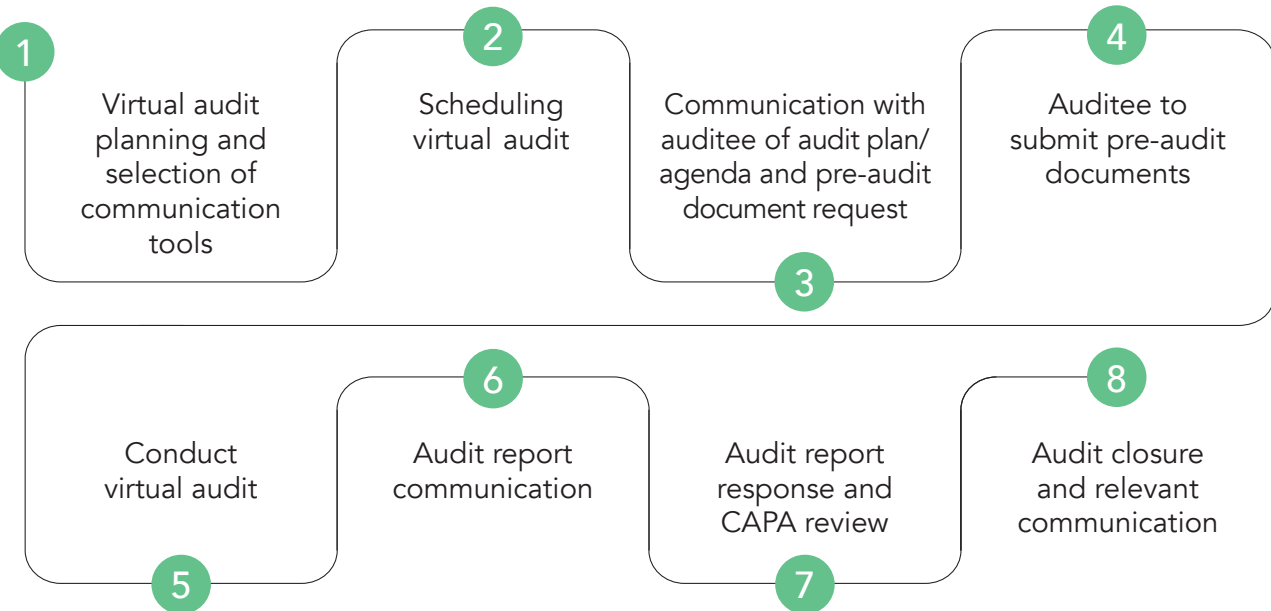 1
Virtual audit
planning and
selection of
communication
tools
2
Scheduling
virtual audit
Communication with
auditee of audit plan/
agenda and pre-audit
document request
3
4
Auditee to
submit pre-audit
documents
Conduct
virtual audit
5
6
Audit report
communication
Audit report
response and
CAPA review
7
8
Audit closure
and relevant
communication